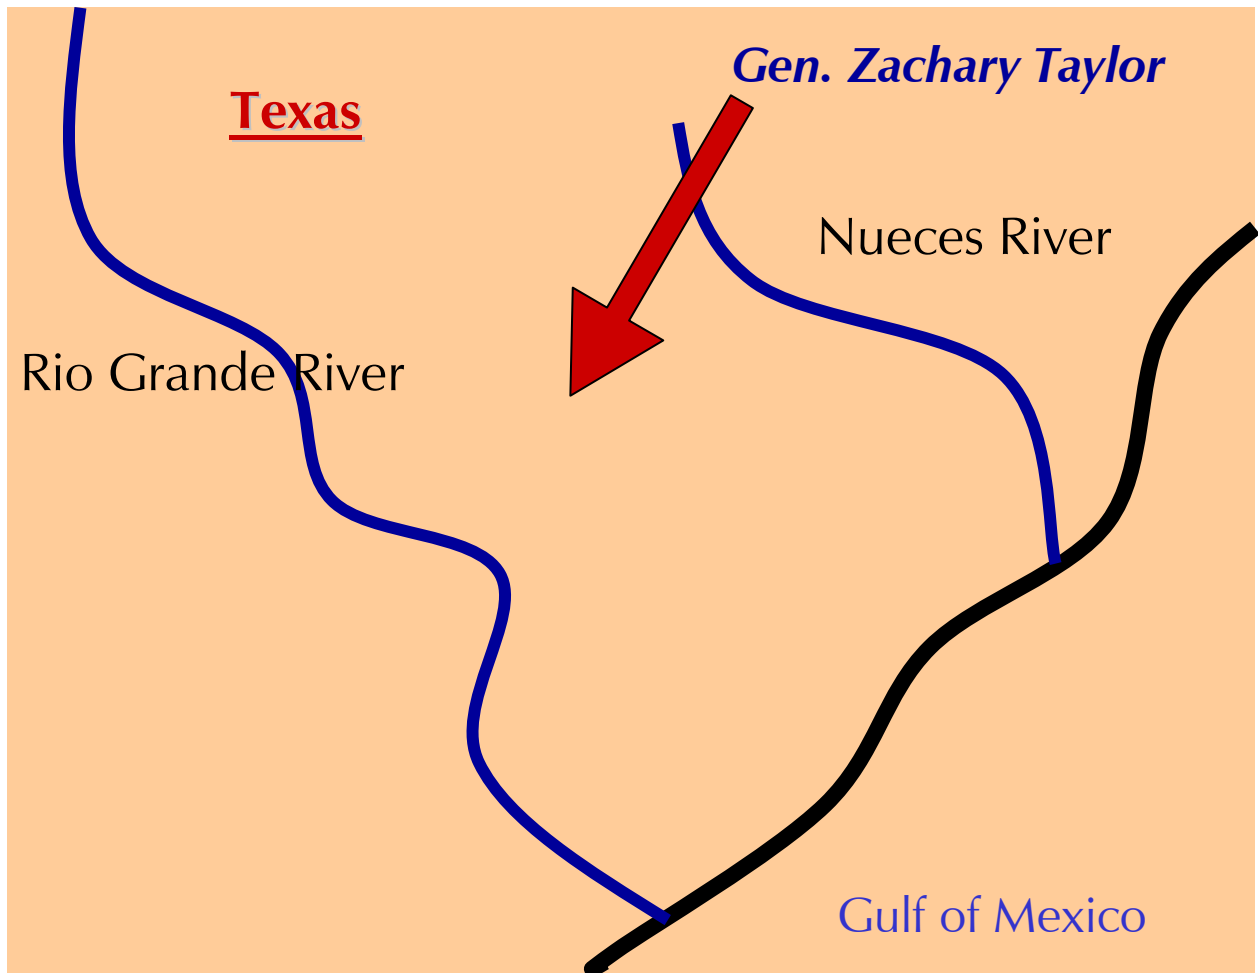 Gen. Zachary Taylor
Texas
Nueces River
Rio Grande River
Gulf of Mexico